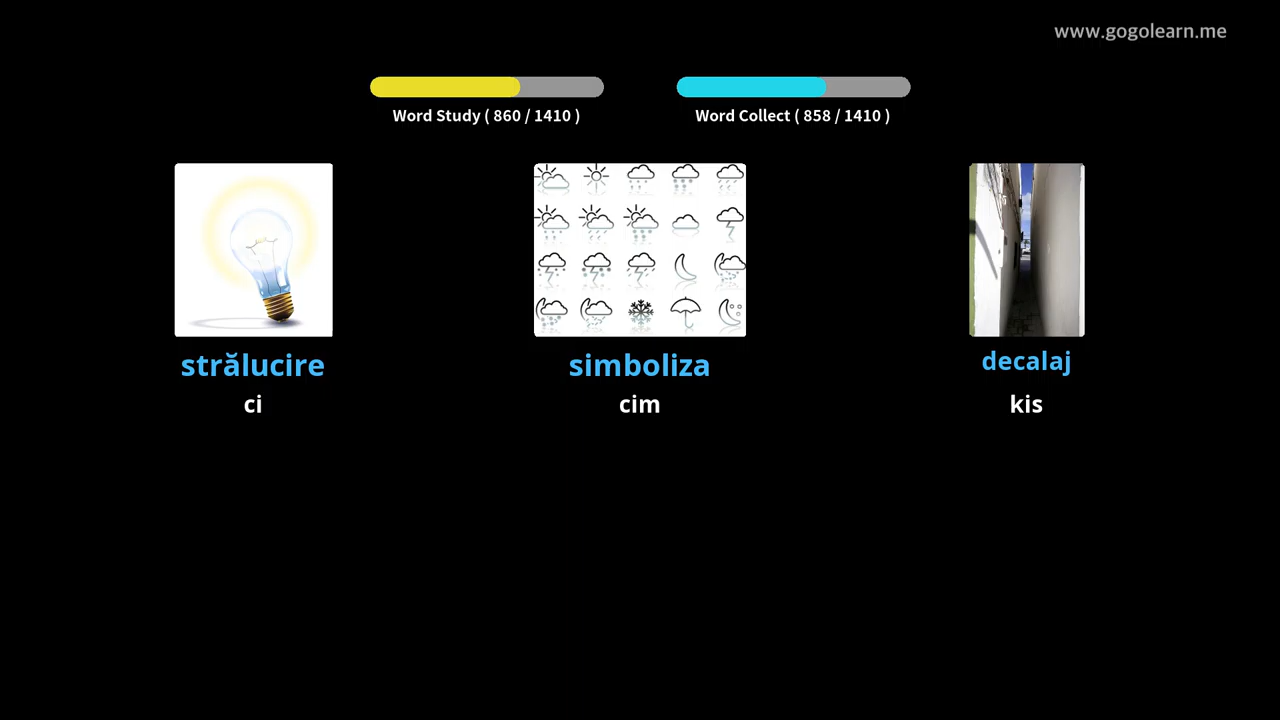 www.gogolearn.me
Word Study ( 860 / 1410 )
Word Collect ( 858 / 1410 )
strălucire
ci
simboliza
cim
decalaj
kis